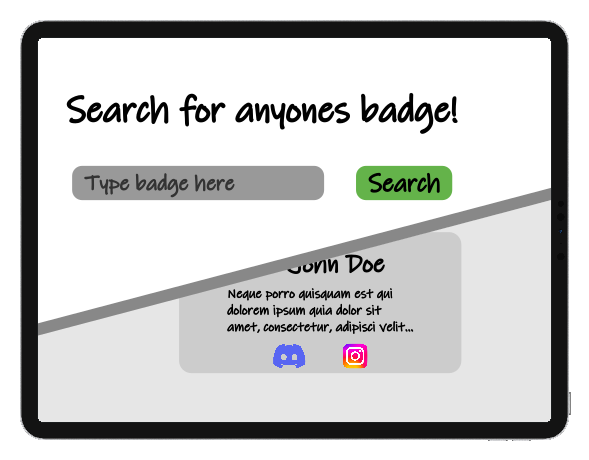 Search for anyones badge!
Type badge here
Search
John Doe
Neque porro quisquam est qui
dolorem ipsum quia dolor sit
amet, consectetur, adipisci velit...